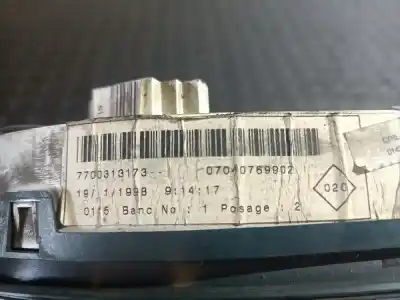 7700313173 07040769902
19/ 1/1998 9:14:17
0115 Banc No : 1 Posage : 2
020